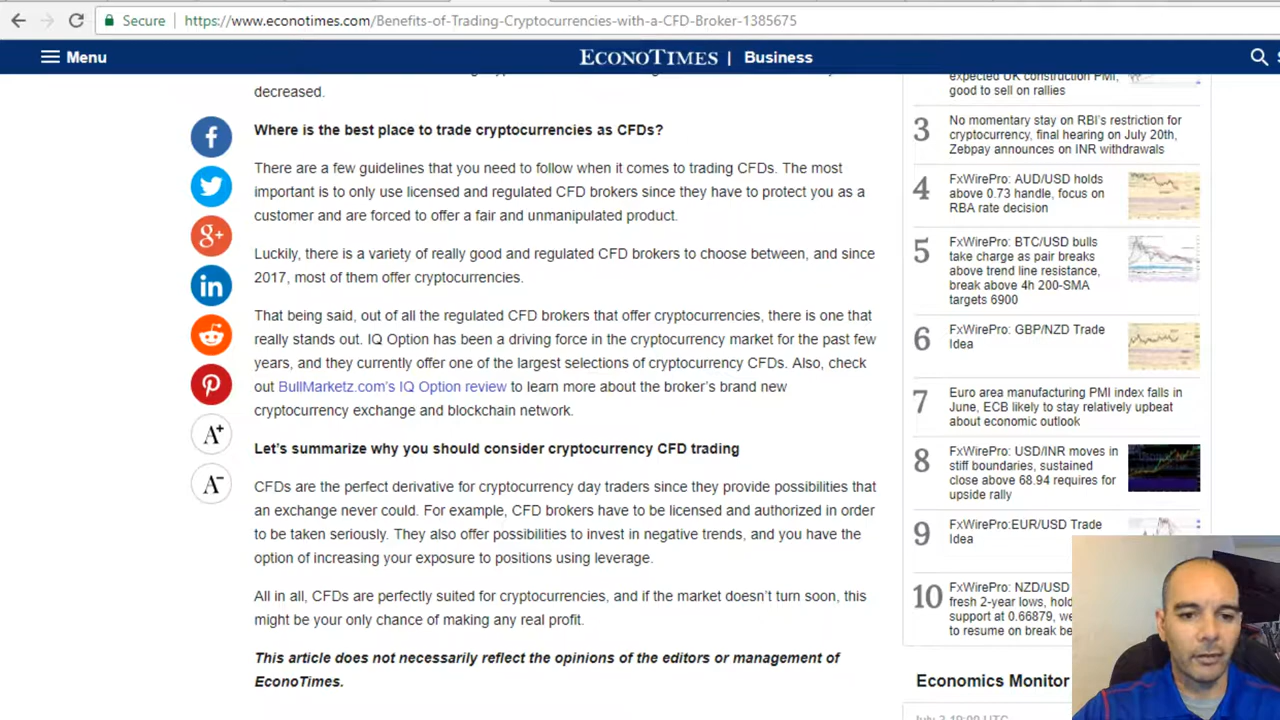 Secure
https://www.econotimes.com/Benefits-of-Trading-Cryptocurrencies-with-a-CFD-Broker-1385675
Menu
ECONOTIMES | Business
decreased.
Where is the best place to trade cryptocurrencies as CFDs?
There are a few guidelines that you need to follow when it comes to trading CFDs. The most
important is to only use licensed and regulated CFD brokers since they have to protect you as a
customer and are forced to offer a fair and unmanipulated product.
Luckily, there is a variety of really good and regulated CFD brokers to choose between, and since
2017, most of them offer cryptocurrencies.
That being said, out of all the regulated CFD brokers that offer cryptocurrencies, there is one that
really stands out. IQ Option has been a driving force in the cryptocurrency market for the past few
years, and they currently offer one of the largest selections of cryptocurrency CFDs. Also, check
out BullMarketz.com's IQ Option review to learn more about the broker's brand new
cryptocurrency exchange and blockchain network.
Let's summarize why you should consider cryptocurrency CFD trading
CFDs are the perfect derivative for cryptocurrency day traders since they provide possibilities that
an exchange never could. For example, CFD brokers have to be licensed and authorized in order
to be taken seriously. They also offer possibilities to invest in negative trends, and you have the
option of increasing your exposure to positions using leverage.
All in all, CFDs are perfectly suited for cryptocurrencies, and if the market doesn't turn soon, this
might be your only chance of making any real profit.
This article does not necessarily reflect the opinions of the editors or management of
EconoTimes.
f
g+
in
A+
A-
expected UK construction PMI,
good to sell on rallies
3
No momentary stay on RBI's restriction for
cryptocurrency, final hearing on July 20th,
Zebpay announces on INR withdrawals
4
FxWirePro: AUD/USD holds
above 0.73 handle, focus on
RBA rate decision
5
FxWirePro: BTC/USD bulls
take charge as pair breaks
above trend line resistance,
break above 4h 200-SMA
targets 6900
6
FxWirePro: GBP/NZD Trade
Idea
7
Euro area manufacturing PMI index falls in
June, ECB likely to stay relatively upbeat
about economic outlook
8
FxWirePro: USD/INR moves in
stiff boundaries, sustained
close above 68.94 requires for
upside rally
9
FxWirePro:EUR/USD Trade
Idea
10
FxWirePro: NZD/USD
fresh 2-year lows, hold
support at 0.66879, we
to resume on break be
Economics Monitor